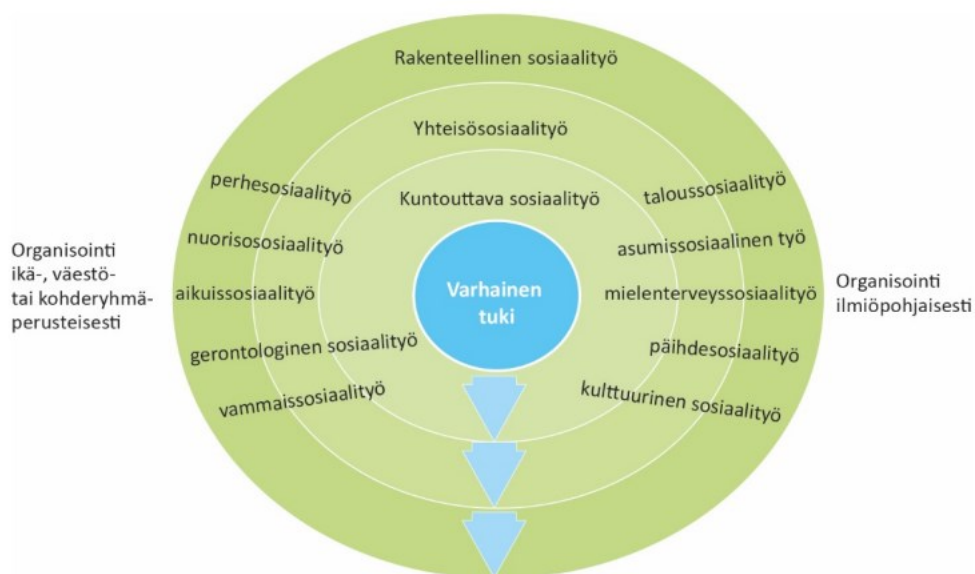 Rakenteellinen sosiaalityö
Yhteisösosiaalityö
Kuntouttava sosiaalityö
Organisointi
ikä-, väestö-
tai kohderyhmä-
perusteisesti
perhesosiaalityö
nuorisososiaalityö
aikuissosiaalityö
gerontologinen sosiaalityö
vammaissosiaalityö
Varhainen
tuki
taloussosiaalityö
asumissosiaalinen työ
mielenterveyssosiaalityö
päihdesosiaalityö
kulttuurinen sosiaalityö
Organisointi
ilmiöpohjaisesti